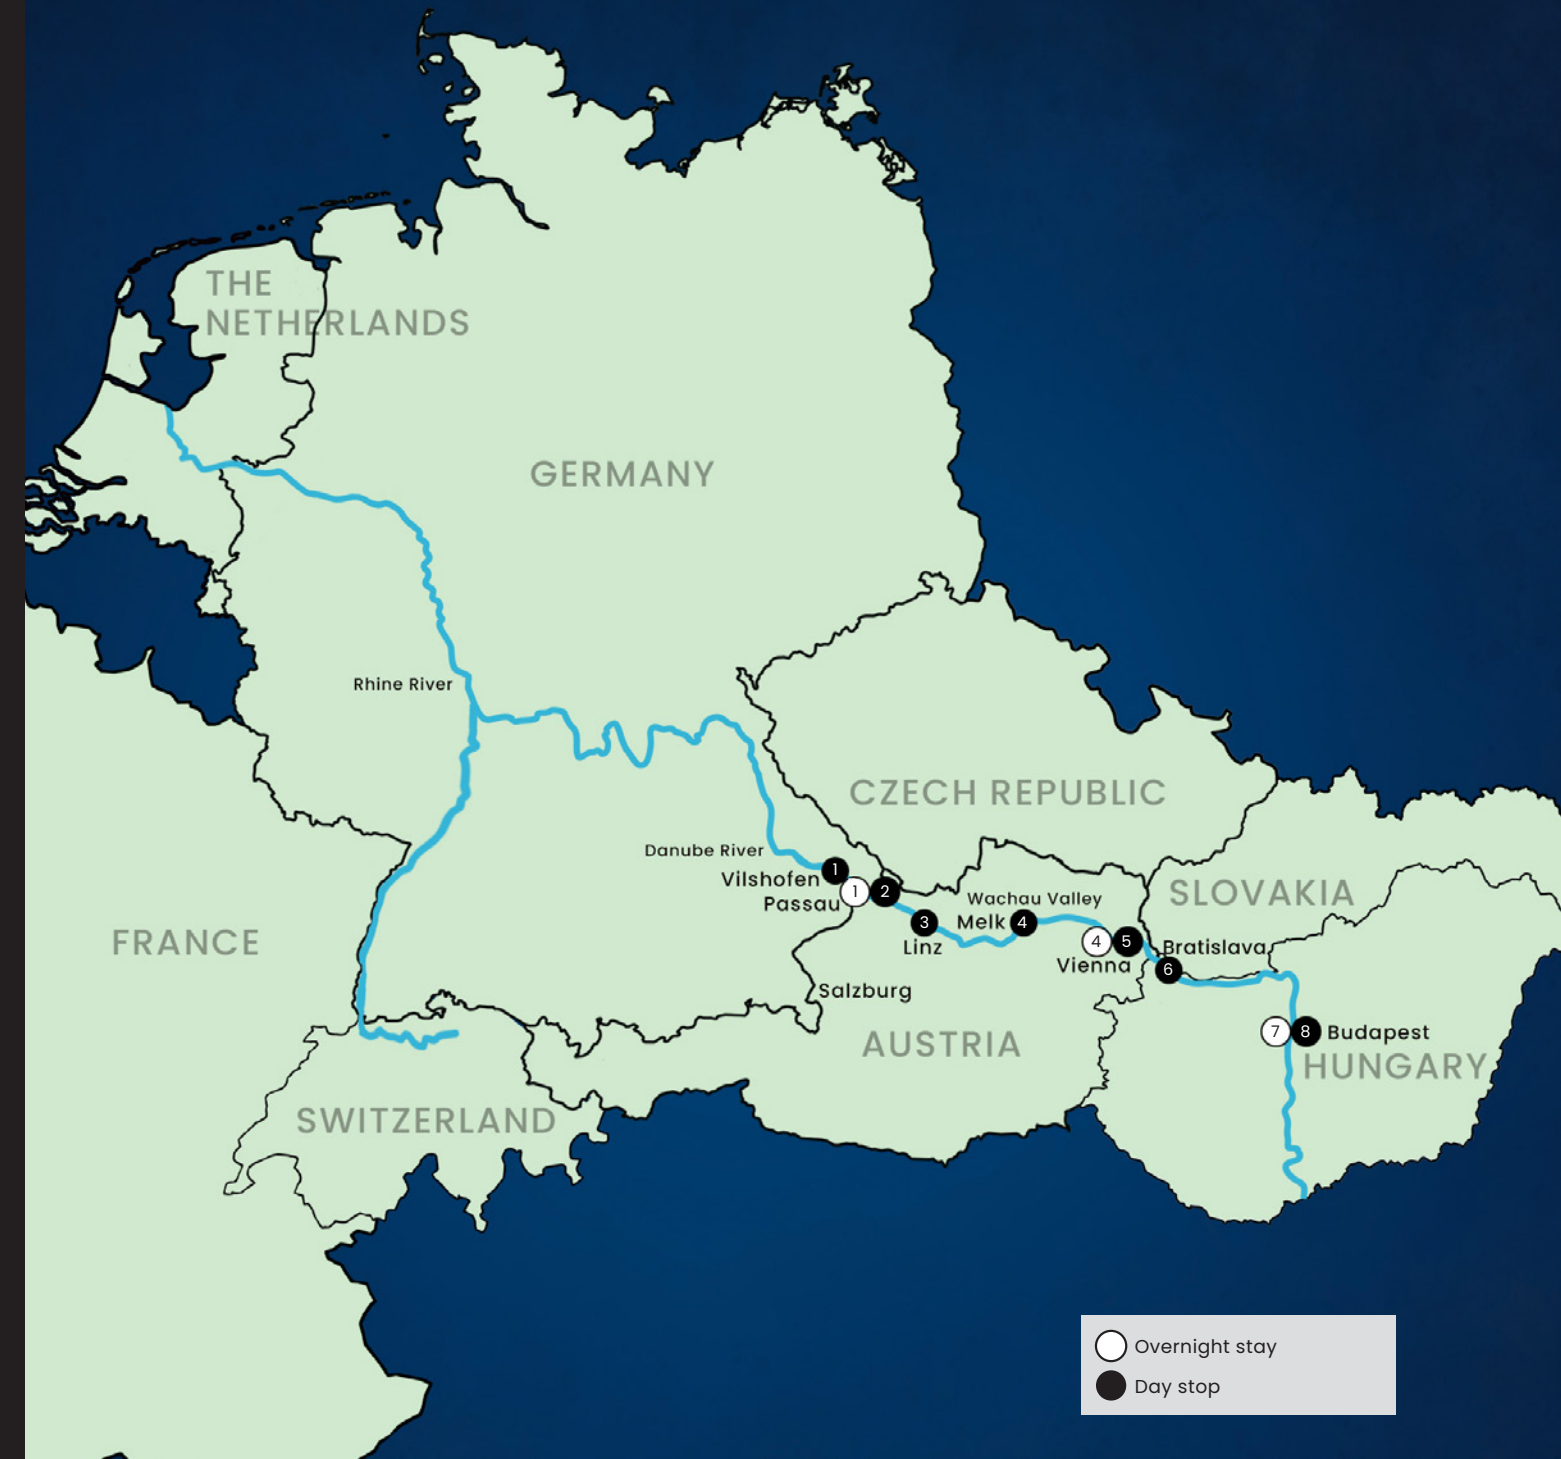 THE
NETHERLANDS
GERMANY
Rhine River
CZECH REPUBLIC
Danube River
1
Vilshofen
1 2
Passau
Wachau Valley
SLOVAKIA
3
Melk 4
Linz
4 5
Vienna
Bratislava
6
FRANCE
Salzburg
7 8 Budapest
AUSTRIA
HUNGARY
SWITZERLAND
Overnight stay
Day stop